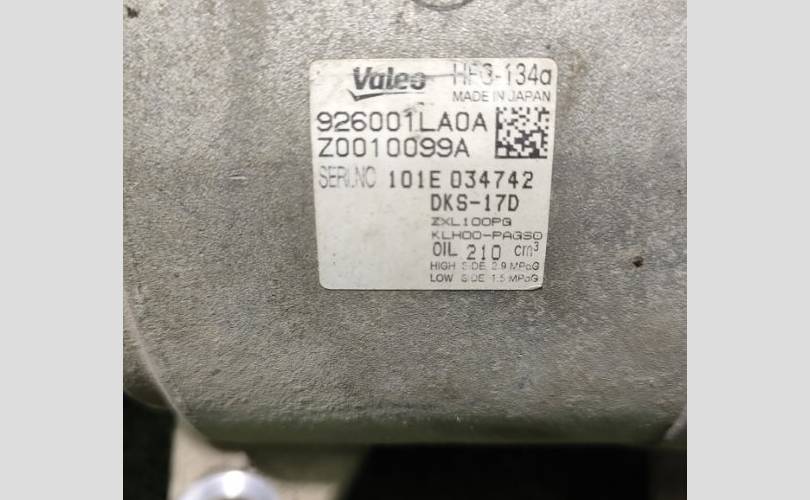 Valeo HFC-134a
MADE IN JAPAN
926001LA0A
Z0010099A
SERI.NO 101E 034742
DKS-17D
ZXL100PG
KLH00-PAGS0
OIL 210 cm³
HIGH SIDE 2.9 MPaG
LOW SIDE 1.5 MPaG